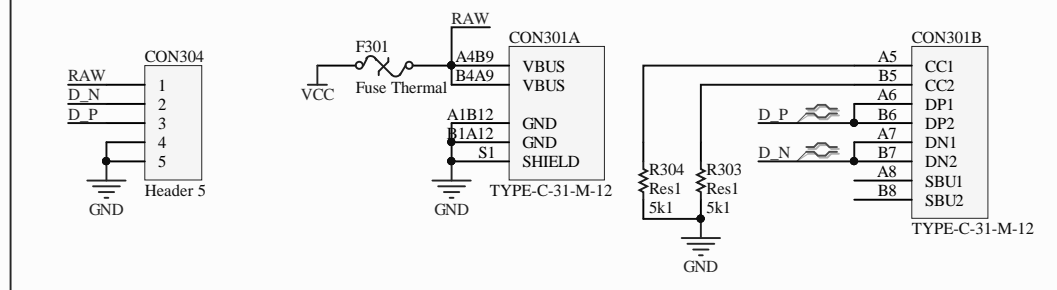 CON304
RAW
1
D_N
2
D_P
3
4
5
Header 5
GND
RAW
F301
CON301A
VCC
Fuse Thermal
A4B9
VBUS
B4A9
VBUS
A1B12
GND
B1A12
GND
S1
SHIELD
TYPE-C-31-M-12
GND
CON301B
A5
CC1
B5
CC2
A6
DP1
D_P
B6
DP2
A7
DN1
D_N
B7
DN2
A8
SBU1
B8
SBU2
TYPE-C-31-M-12
R304
Res1
5k1
R303
Res1
5k1
GND